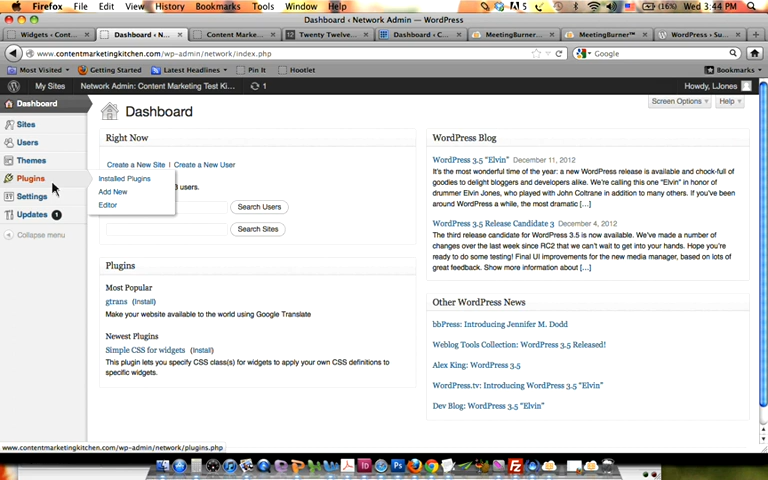 Firefox File Edit View History Bookmarks Tools Window Help (16%) Wed 3:44 PM
Dashboard ‹ Network Admin — WordPress
Widgets ‹ Cont... Dashboard ‹ N... Content Marke... Twenty Twelve... Dashboard ‹ C... MeetingBurner... MeetingBurner™ WordPress › Su...
www.contentmarketingkitchen.com/wp-admin/network/index.php Google
Most Visited Getting Started Latest Headlines Pin It Hootlet Bookmarks
My Sites Network Admin: Content Marketing Test Ki... 1 Howdy, LJones
Screen Options Help
Dashboard
Sites
Users
Themes
Plugins
Installed Plugins
Add New
Editor
Settings
Updates 1
Collapse menu
Dashboard
Right Now
Create a New Site | Create a New User
3 users.
Search Users
Search Sites
Plugins
Most Popular
gtrans (Install)
Make your website available to the world using Google Translate
Newest Plugins
Simple CSS for widgets (Install)
This plugin lets you specify CSS class(es) for widgets to apply your own CSS definitions to
specific widgets.
WordPress Blog
WordPress 3.5 “Elvin” December 11, 2012
It’s the most wonderful time of the year: a new WordPress release is available and chock-full of
goodies to delight bloggers and developers alike. We’re calling this one “Elvin” in honor of
drummer Elvin Jones, who played with John Coltrane in addition to many others. If you’ve been
around WordPress a while, the most dramatic [...]
WordPress 3.5 Release Candidate 3 December 4, 2012
The third release candidate for WordPress 3.5 is now available. We’ve made a number of
changes over the last week since RC2 that we can’t wait to get into your hands. Hope you’re
ready to do some testing! Final UI improvements for the new media manager, based on lots of
great feedback. Show more information about [...]
Other WordPress News
bbPress: Introducing Jennifer M. Dodd
Weblog Tools Collection: WordPress 3.5 Released!
Alex King: WordPress 3.5
WordPress.tv: Introducing WordPress 3.5 “Elvin”
Dev Blog: WordPress 3.5 “Elvin”
www.contentmarketingkitchen.com/wp-admin/network/plugins.php